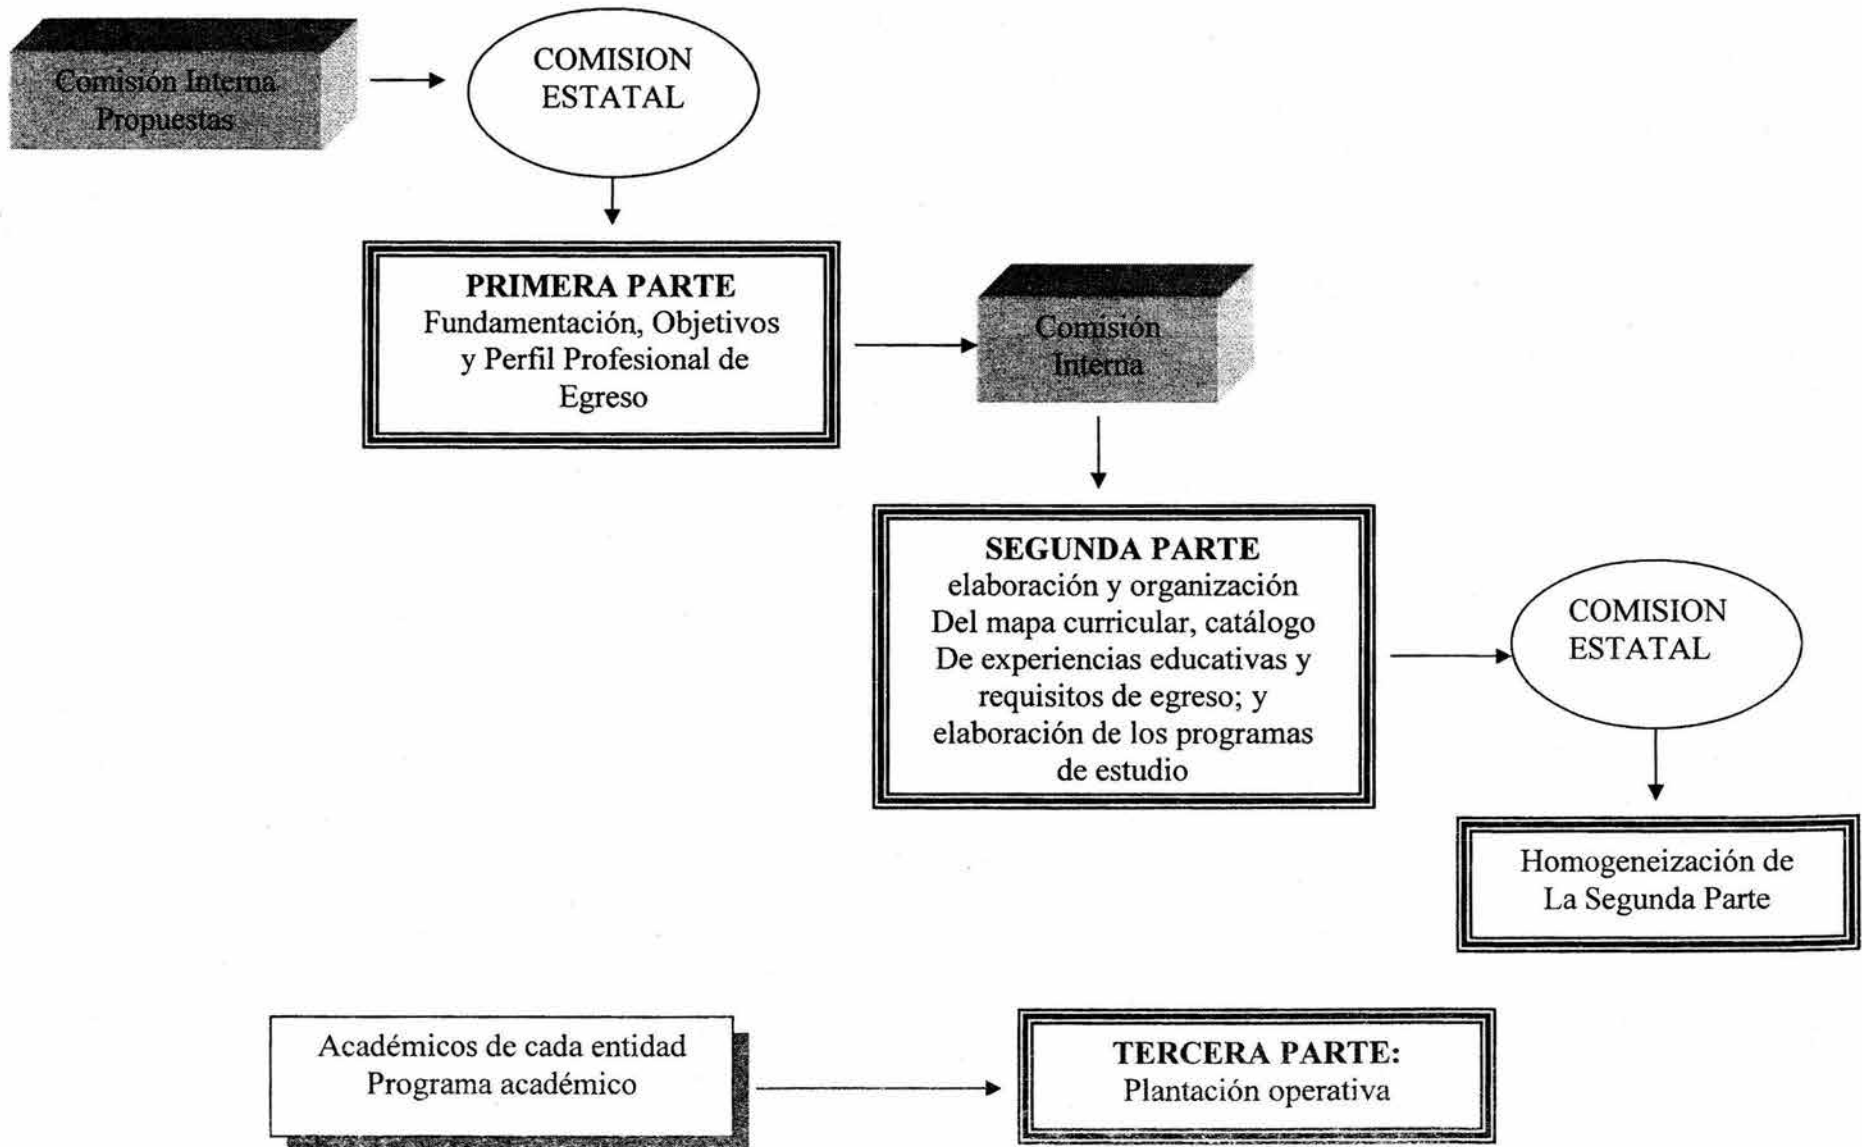 Comisión Interna
Propuestas
COMISION
ESTATAL
PRIMERA PARTE
Fundamentación, Objetivos
y Perfil Profesional de
Egreso
Comisión
Interna
SEGUNDA PARTE
elaboración y organización
Del mapa curricular, catálogo
De experiencias educativas y
requisitos de egreso; y
elaboración de los programas
de estudio
COMISION
ESTATAL
Homogeneización de
La Segunda Parte
Académicos de cada entidad
Programa académico
TERCERA PARTE:
Plantación operativa